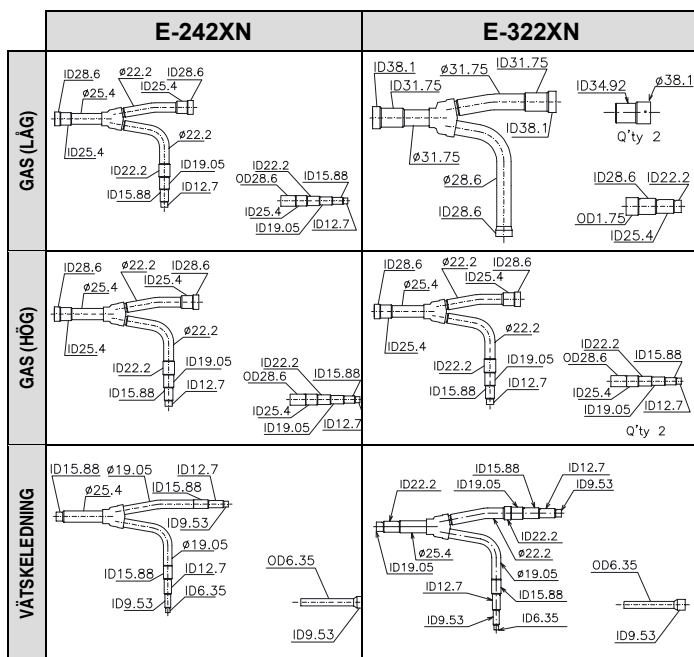 E-242XN
E-322XN
GAS (LÅG)
ID28.6
ø25.4
ø22.2
ID28.6
ID25.4
ID25.4
ø22.2
ID22.2
ID19.05
ID15.88
ID12.7
ID22.2
ID15.88
OD28.6
ID25.4
ID19.05
ID12.7
ID38.1
ID31.75
ø31.75
ID31.75
ID38.1
ø31.75
ø28.6
ID28.6
ID34.92
ø38.1
Q'ty 2
ID28.6
ID22.2
OD1.75
ID25.4
GAS (HÖG)
ID28.6
ø25.4
ø22.2
ID28.6
ID25.4
ID25.4
ø22.2
ID22.2
ID19.05
ID15.88
ID12.7
ID22.2
ID15.88
OD28.6
ID25.4
ID19.05
ID12.7
ID28.6
ø25.4
ø22.2
ID28.6
ID25.4
ID25.4
ø22.2
ID22.2
ID19.05
ID15.88
ID12.7
ID22.2
ID15.88
OD28.6
ID25.4
ID19.05
ID12.7
Q'ty 2
VÄTSKELEDNING
ID15.88
ø19.05
ID12.7
ø25.4
ID15.88
ID9.53
ø19.05
ID15.88
ID12.7
ID9.53
ID6.35
OD6.35
ID9.53
ID22.2
ID15.88
ID12.7
ID19.05
ID9.53
ID19.05
ø25.4
ID22.2
ø22.2
ø19.05
ID12.7
ID15.88
ID9.53
ID6.35
OD6.35
ID9.53